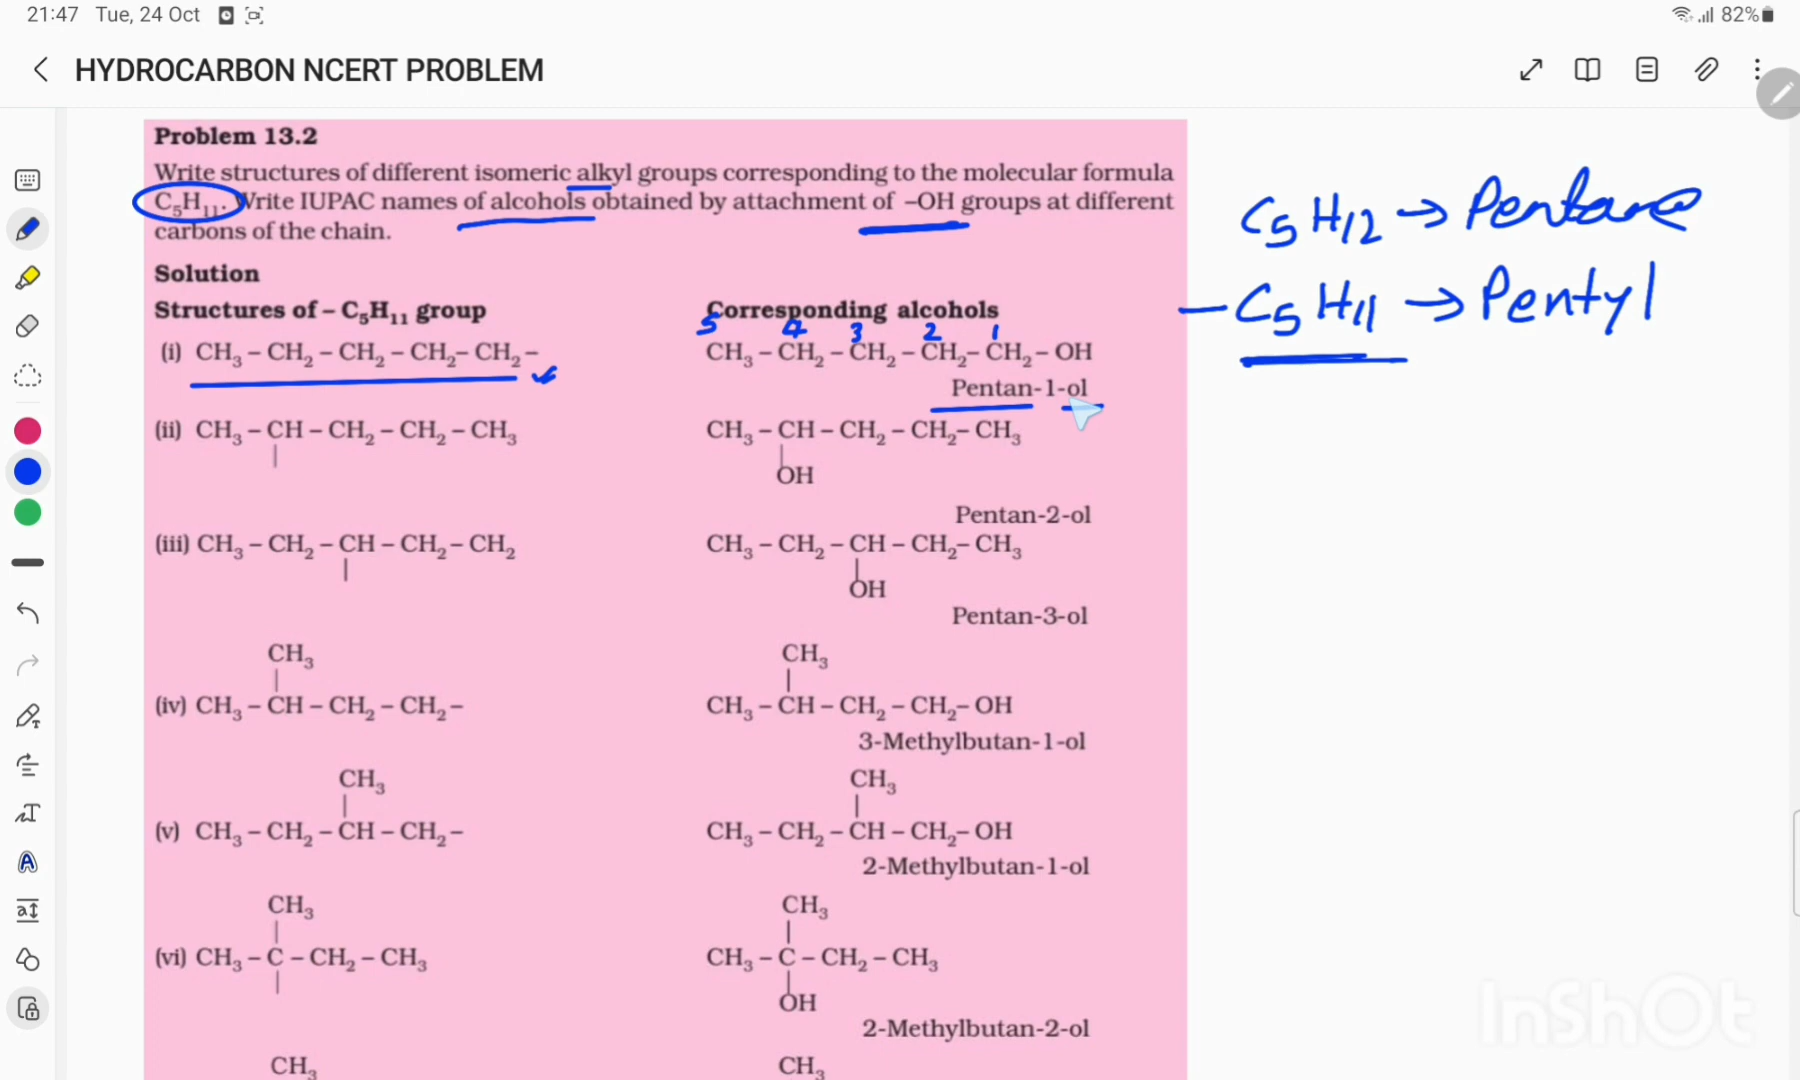 21:47 Tue, 24 Oct 82%
HYDROCARBON NCERT PROBLEM
Problem 13.2
Write structures of different isomeric alkyl groups corresponding to the molecular formula
C₅H₁₁. Write IUPAC names of alcohols obtained by attachment of –OH groups at different
carbons of the chain.
C₅H₁₂ → Pentane
– C₅H₁₁ → Pentyl
Solution
Structures of – C₅H₁₁ group Corresponding alcohols
5 4 3 2 1
(i) CH₃ – CH₂ – CH₂ – CH₂– CH₂ – CH₃ – CH₂ – CH₂ – CH₂– CH₂ – OH
Pentan-1-ol
(ii) CH₃ – CH – CH₂ – CH₂ – CH₃ CH₃ – CH – CH₂ – CH₂– CH₃
| |
OH
Pentan-2-ol
(iii) CH₃ – CH₂ – CH – CH₂ – CH₂ CH₃ – CH₂ – CH – CH₂– CH₃
| |
OH
Pentan-3-ol
CH₃ CH₃
| |
(iv) CH₃ – CH – CH₂ – CH₂ – CH₃ – CH – CH₂ – CH₂– OH
3-Methylbutan-1-ol
CH₃ CH₃
| |
(v) CH₃ – CH₂ – CH – CH₂ – CH₃ – CH₂ – CH – CH₂– OH
2-Methylbutan-1-ol
CH₃ CH₃
| |
(vi) CH₃ – C – CH₂ – CH₃ CH₃ – C – CH₂ – CH₃
| |
OH
2-Methylbutan-2-ol
CH₃ CH₃
InShOt